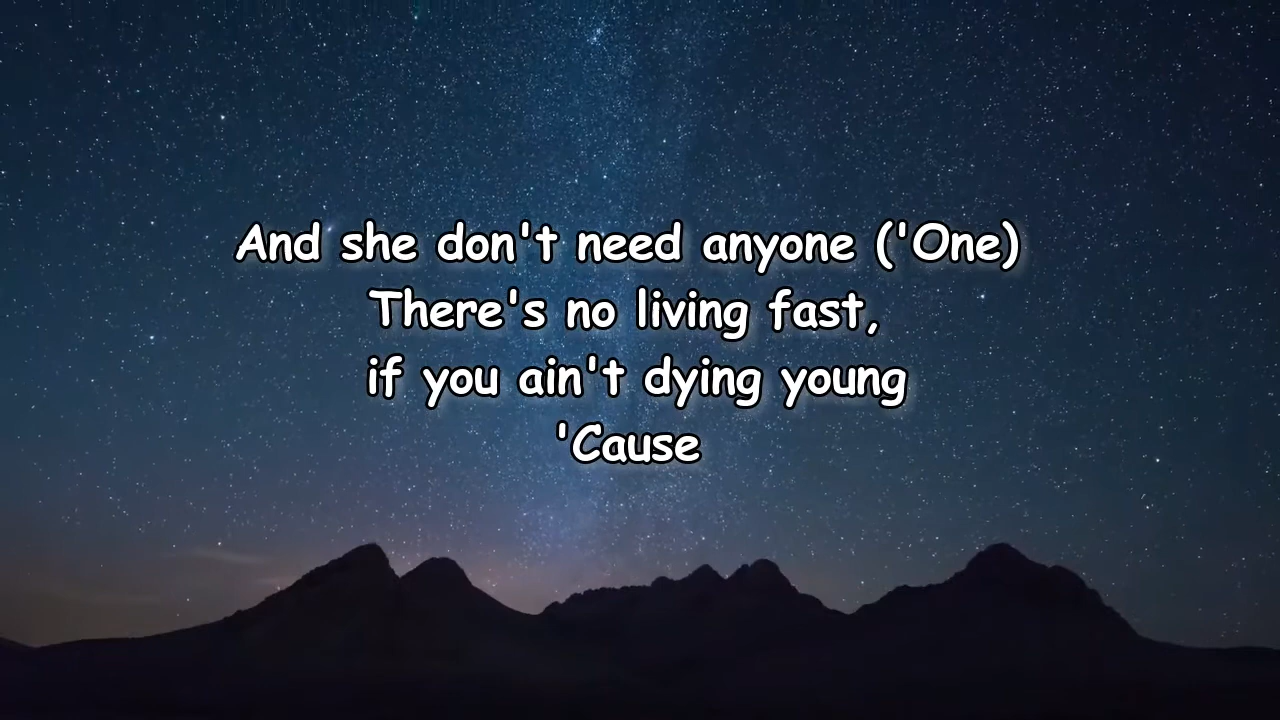 And she don't need anyone ('One)
There's no living fast,
if you ain't dying young
'Cause